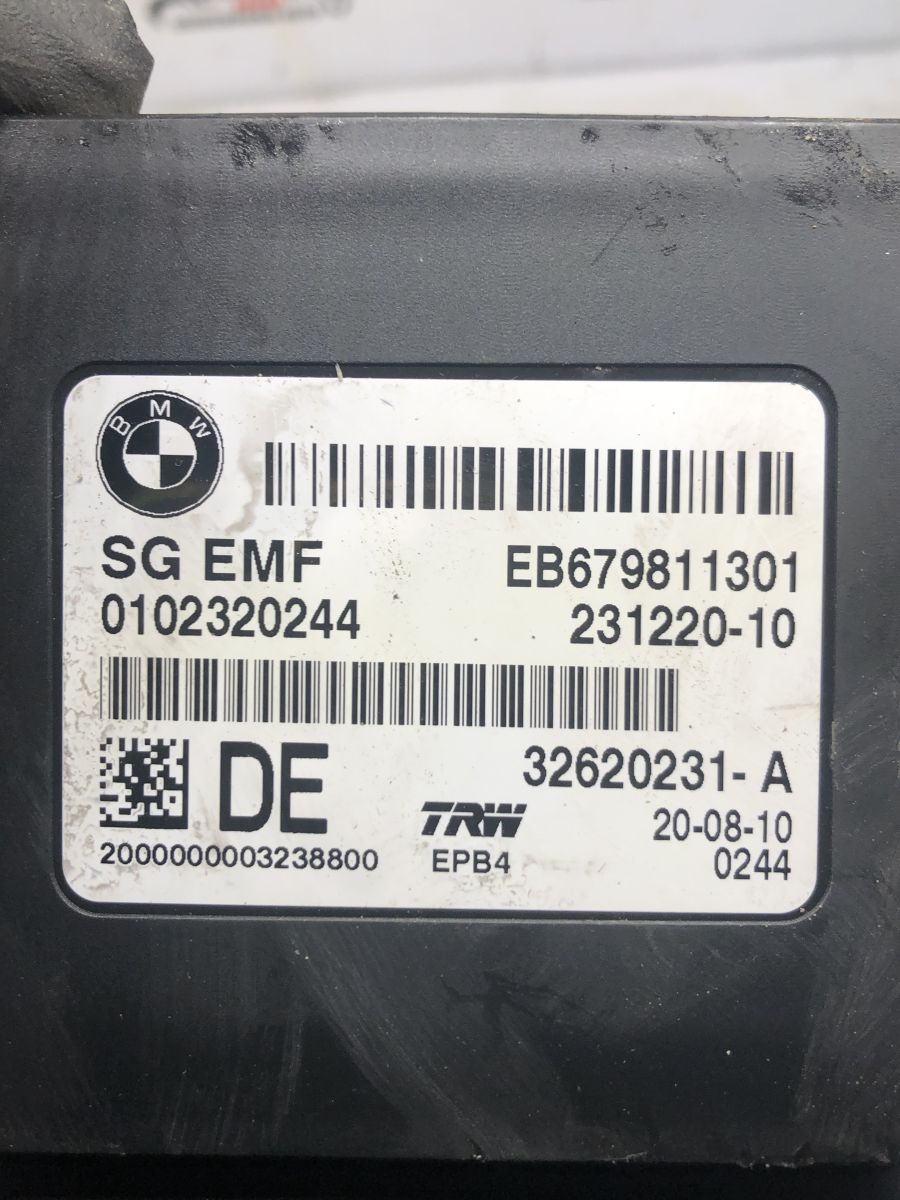 BMW
SG EMF EB679811301
0102320244 231220-10
32620231- A
DE
TRW 20-08-10
2000000003238800 EPB4 0244